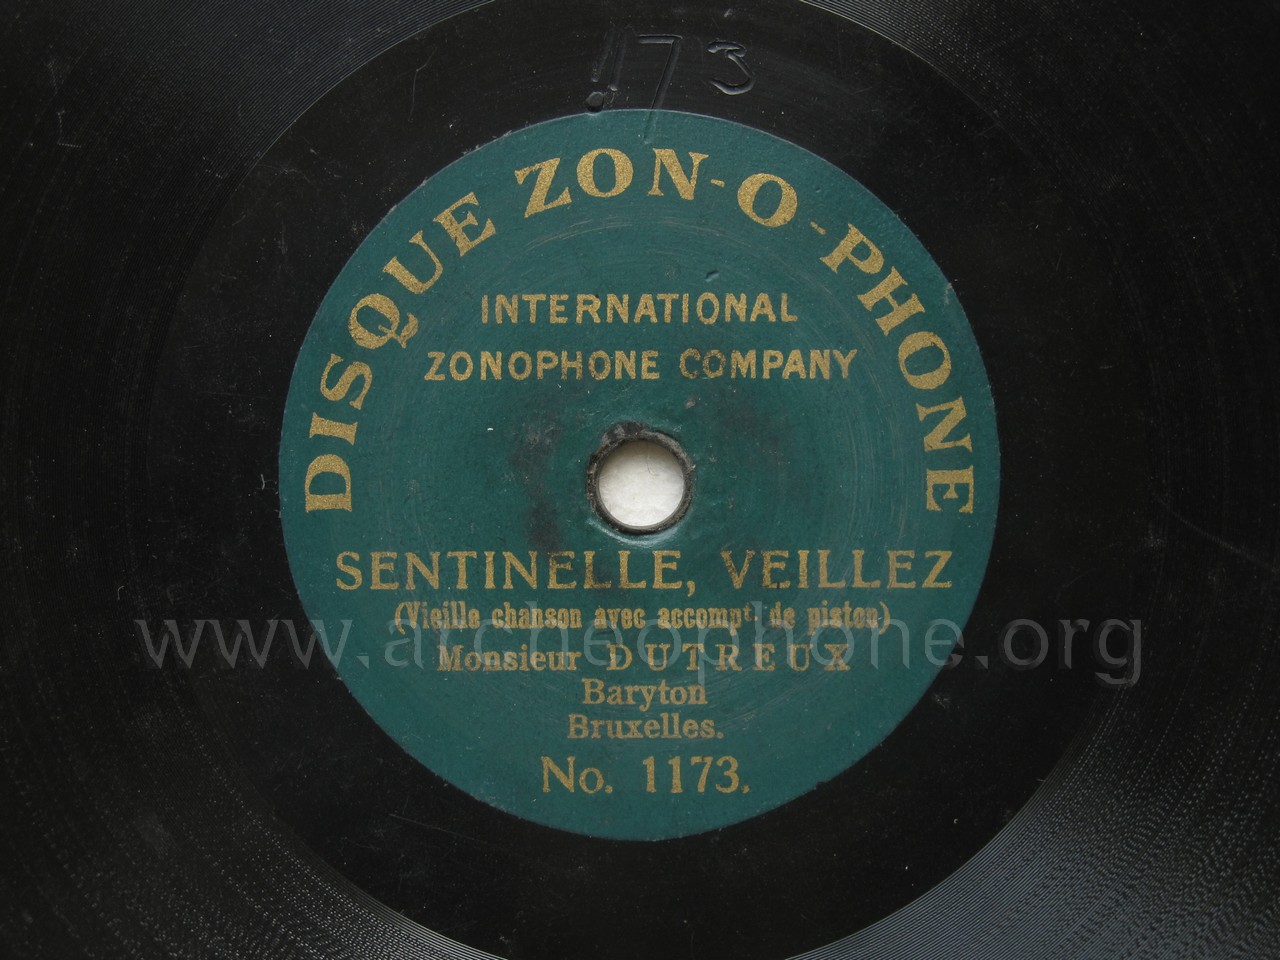 1173
DISQUE ZON-O-PHONE
INTERNATIONAL
ZONOPHONE COMPANY
SENTINELLE, VEILLEZ
(Vieille chanson avec accompt. de piston)
www.archeophone.org
Monsieur DUTREUX
Baryton
Bruxelles.
No. 1173.